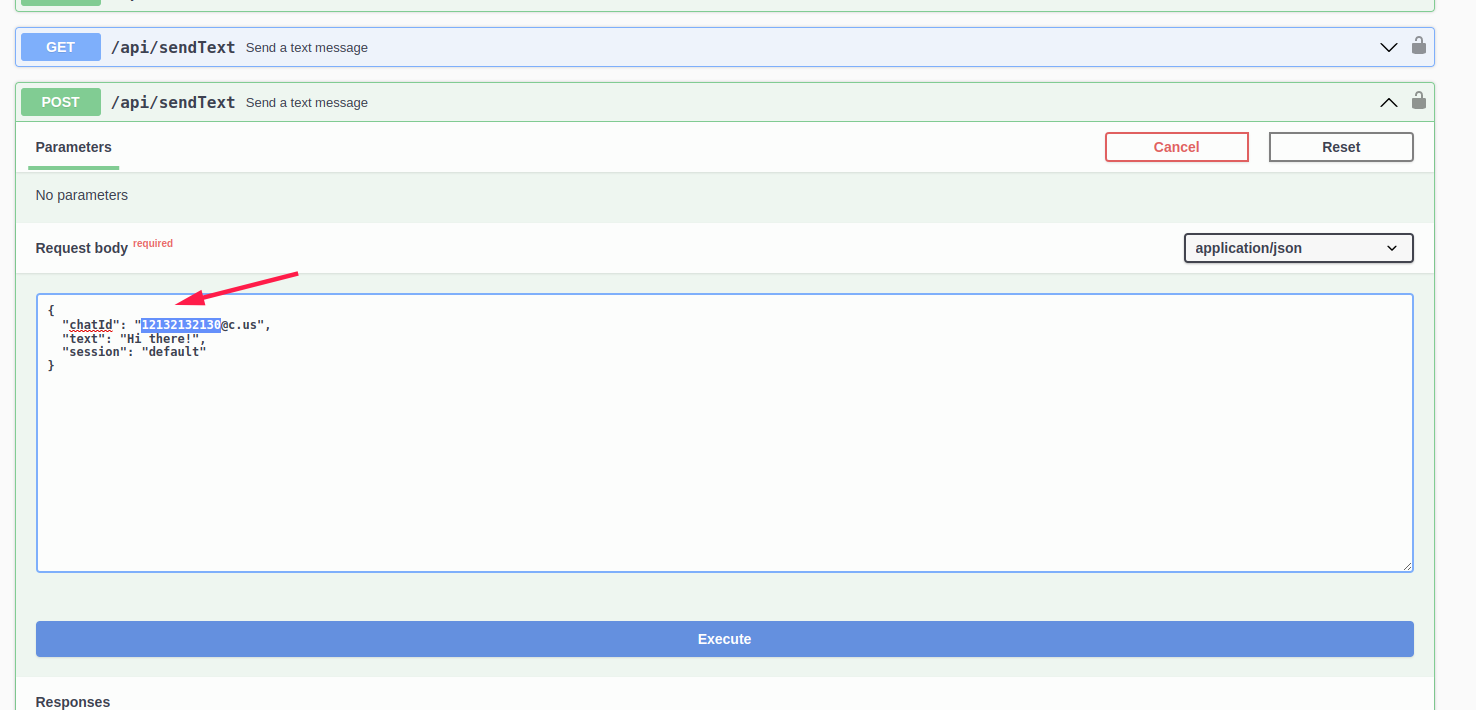 GET /api/sendText Send a text message
POST /api/sendText Send a text message
Parameters Cancel Reset
No parameters
Request body required application/json
{
"chatId": "12132132130@c.us",
"text": "Hi there!",
"session": "default"
}
Execute
Responses